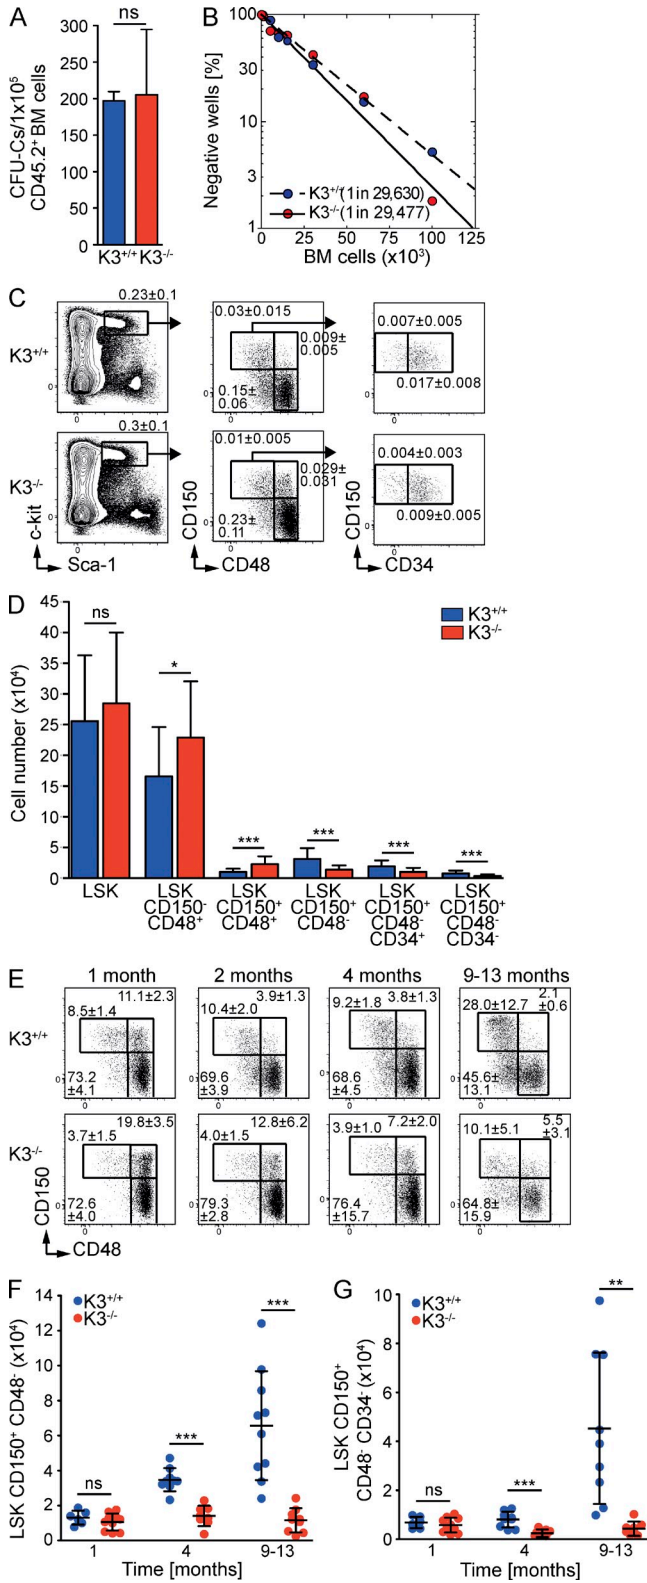 A
ns
CFU-Cs/1x10⁵
CD45.2⁺ BM cells
300
250
200
150
100
50
0
K3⁺/⁺ K3⁻/⁻
B
Negative wells [%]
100
30
10
3
1
K3⁺/⁻(1 in 29,630)
K3⁻/⁻(1 in 29,477)
0 25 50 75 100 125
BM cells (x10³)
C
K3⁺/⁺
0.23±0.1
0.03±0.015
0.009±
0.005
0.15±
0.06
0.007±0.005
0.017±0.008
0
0
0
0
0
K3⁻/⁻
0.3±0.1
0.01±0.005
0.029±
0.031
0.23±
0.11
0.004±0.003
0.009±0.005
0
0
0
0
0
0
c-kit
Sca-1
CD150
CD48
CD150
CD34
D
Cell number (x10⁴)
45
40
35
30
25
20
15
10
5
0
K3⁺/⁺
K3⁻/⁻
ns
*
***
***
***
***
LSK
LSK
CD150⁻
CD48⁺
LSK
CD150⁺
CD48⁺
LSK
CD150⁺
CD48⁻
LSK
CD150⁺
CD48⁻
CD34⁺
LSK
CD150⁺
CD48⁻
CD34⁻
E
1 month 2 months 4 months 9-13 months
K3⁺/⁺
11.1±2.3
8.5±1.4
73.2
±4.1
3.9±1.3
10.4±2.0
69.6
±3.9
9.2±1.8 3.8±1.3
68.6
±4.5
2.1
±0.6
28.0±12.7
45.6±
13.1
K3⁻/⁻
19.8±3.5
3.7±1.5
72.6
±4.0
12.8±6.2
4.0±1.5
79.3
±2.8
7.2±2.0
3.9±1.0
76.4
±15.7
5.5
±3.1
10.1±5.1
64.8±
15.9
CD150
CD48
F
LSK CD150⁺ CD48⁻ (x10⁴)
14
12
10
8
6
4
2
0
K3⁺/⁺
K3⁻/⁻
ns
***
***
1 4 9-13
Time [months]
G
LSK CD150⁺
CD48⁻ CD34⁻ (x10⁴)
10
8
6
4
2
0
K3⁺/⁺
K3⁻/⁻
ns
***
**
1 4 9-13
Time [months]